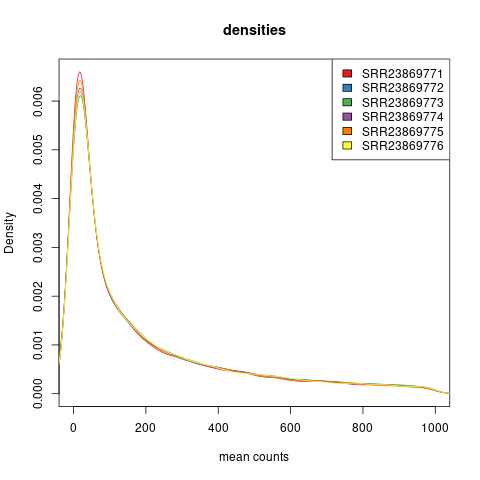 densities
SRR23869771
SRR23869772
SRR23869773
SRR23869774
SRR23869775
SRR23869776
Density
0.006
0.005
0.004
0.003
0.002
0.001
0.000
0 200 400 600 800 1000
mean counts